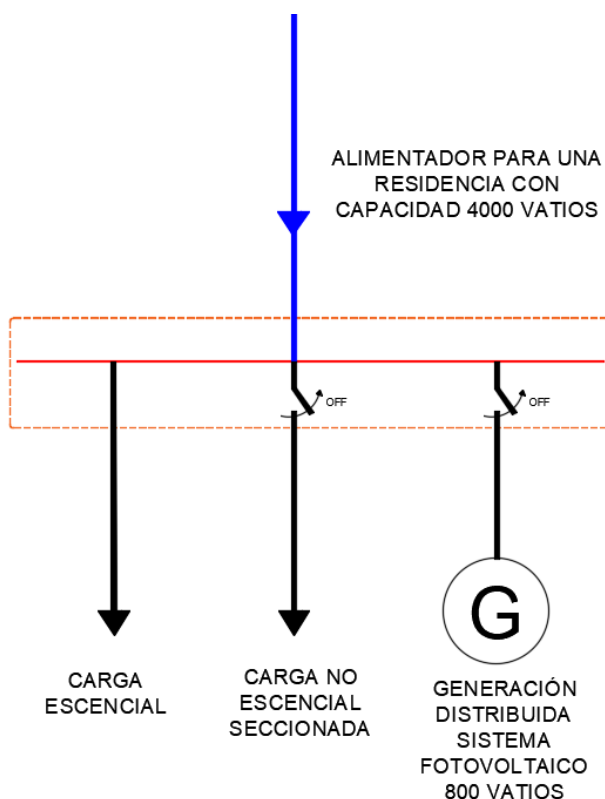 ALIMENTADOR PARA UNA
RESIDENCIA CON
CAPACIDAD 4000 VATIOS
OFF
OFF
CARGA
ESCENCIAL
CARGA NO
ESCENCIAL
SECCIONADA
G
GENERACIÓN
DISTRIBUIDA
SISTEMA
FOTOVOLTAICO
800 VATIOS